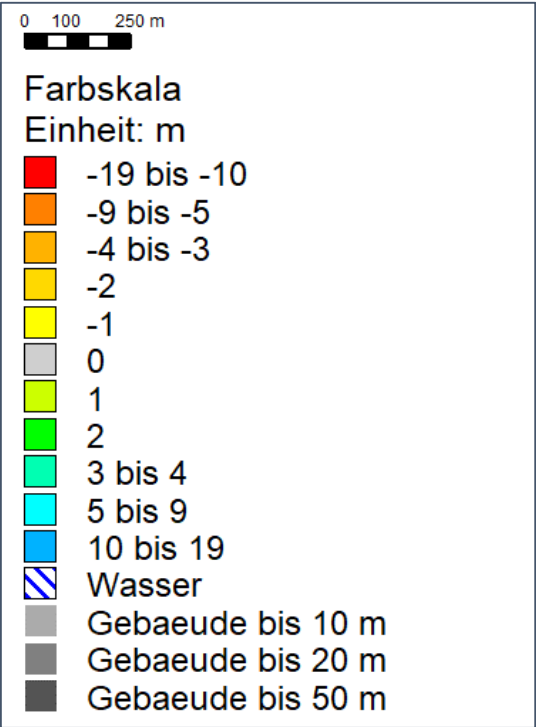 0 100 250 m
Farbskala
Einheit: m
-19 bis -10
-9 bis -5
-4 bis -3
-2
-1
0
1
2
3 bis 4
5 bis 9
10 bis 19
Wasser
Gebaeude bis 10 m
Gebaeude bis 20 m
Gebaeude bis 50 m